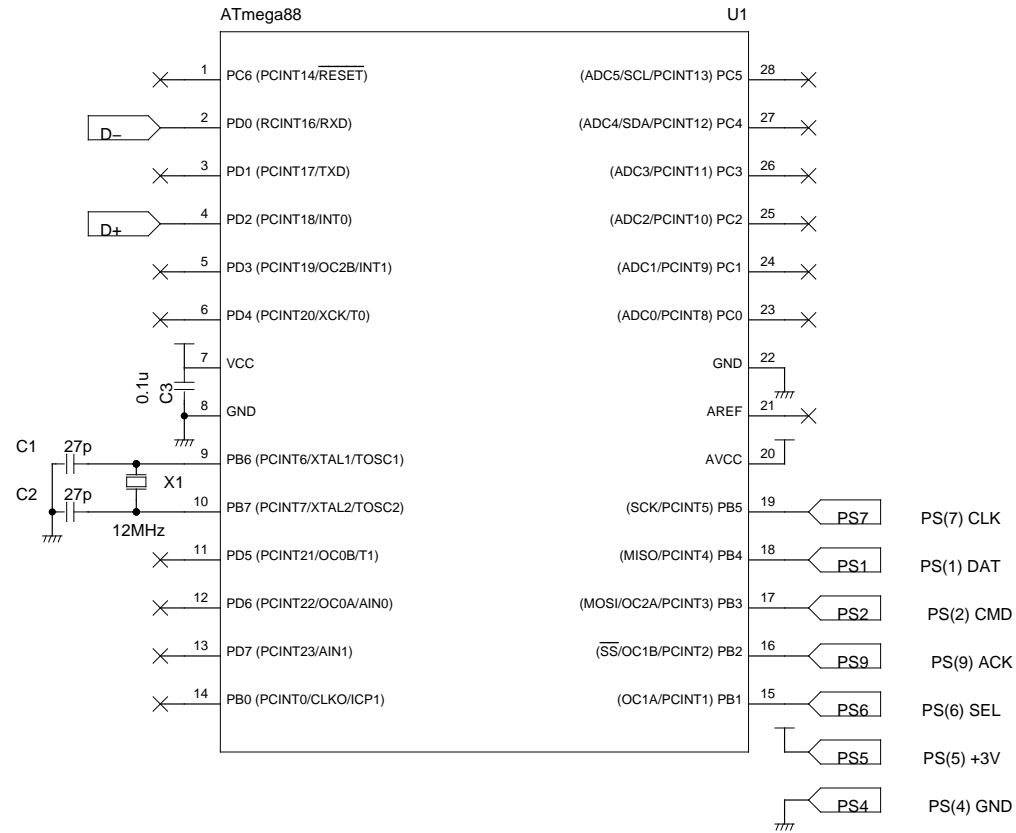 ATmega88 U1
1 PC6 (PCINT14/RESET) (ADC5/SCL/PCINT13) PC5 28
D− 2 PD0 (RCINT16/RXD) (ADC4/SDA/PCINT12) PC4 27
3 PD1 (PCINT17/TXD) (ADC3/PCINT11) PC3 26
D+ 4 PD2 (PCINT18/INT0) (ADC2/PCINT10) PC2 25
5 PD3 (PCINT19/OC2B/INT1) (ADC1/PCINT9) PC1 24
6 PD4 (PCINT20/XCK/T0) (ADC0/PCINT8) PC0 23
7 VCC GND 22
0.1u C3
8 GND AREF 21
C1 27p 9 PB6 (PCINT6/XTAL1/TOSC1) AVCC 20
X1
C2 27p 10 PB7 (PCINT7/XTAL2/TOSC2) (SCK/PCINT5) PB5 19 PS7 PS(7) CLK
12MHz
11 PD5 (PCINT21/OC0B/T1) (MISO/PCINT4) PB4 18 PS1 PS(1) DAT
12 PD6 (PCINT22/OC0A/AIN0) (MOSI/OC2A/PCINT3) PB3 17 PS2 PS(2) CMD
13 PD7 (PCINT23/AIN1) (SS/OC1B/PCINT2) PB2 16 PS9 PS(9) ACK
14 PB0 (PCINT0/CLKO/ICP1) (OC1A/PCINT1) PB1 15 PS6 PS(6) SEL
PS5 PS(5) +3V
PS4 PS(4) GND